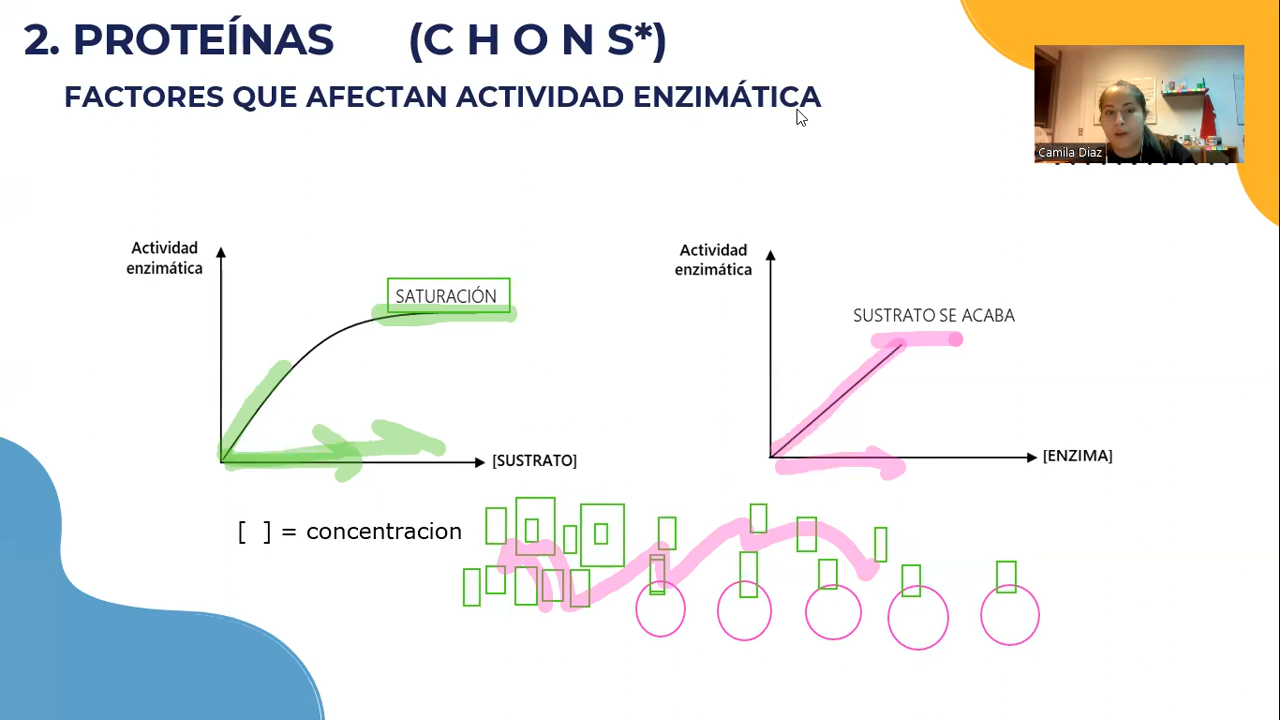 2. PROTEÍNAS (C H O N S*)
FACTORES QUE AFECTAN ACTIVIDAD ENZIMÁTICA
Camila Diaz
Actividad
enzimática
SATURACIÓN
[SUSTRATO]
Actividad
enzimática
SUSTRATO SE ACABA
[ENZIMA]
[ ] = concentracion